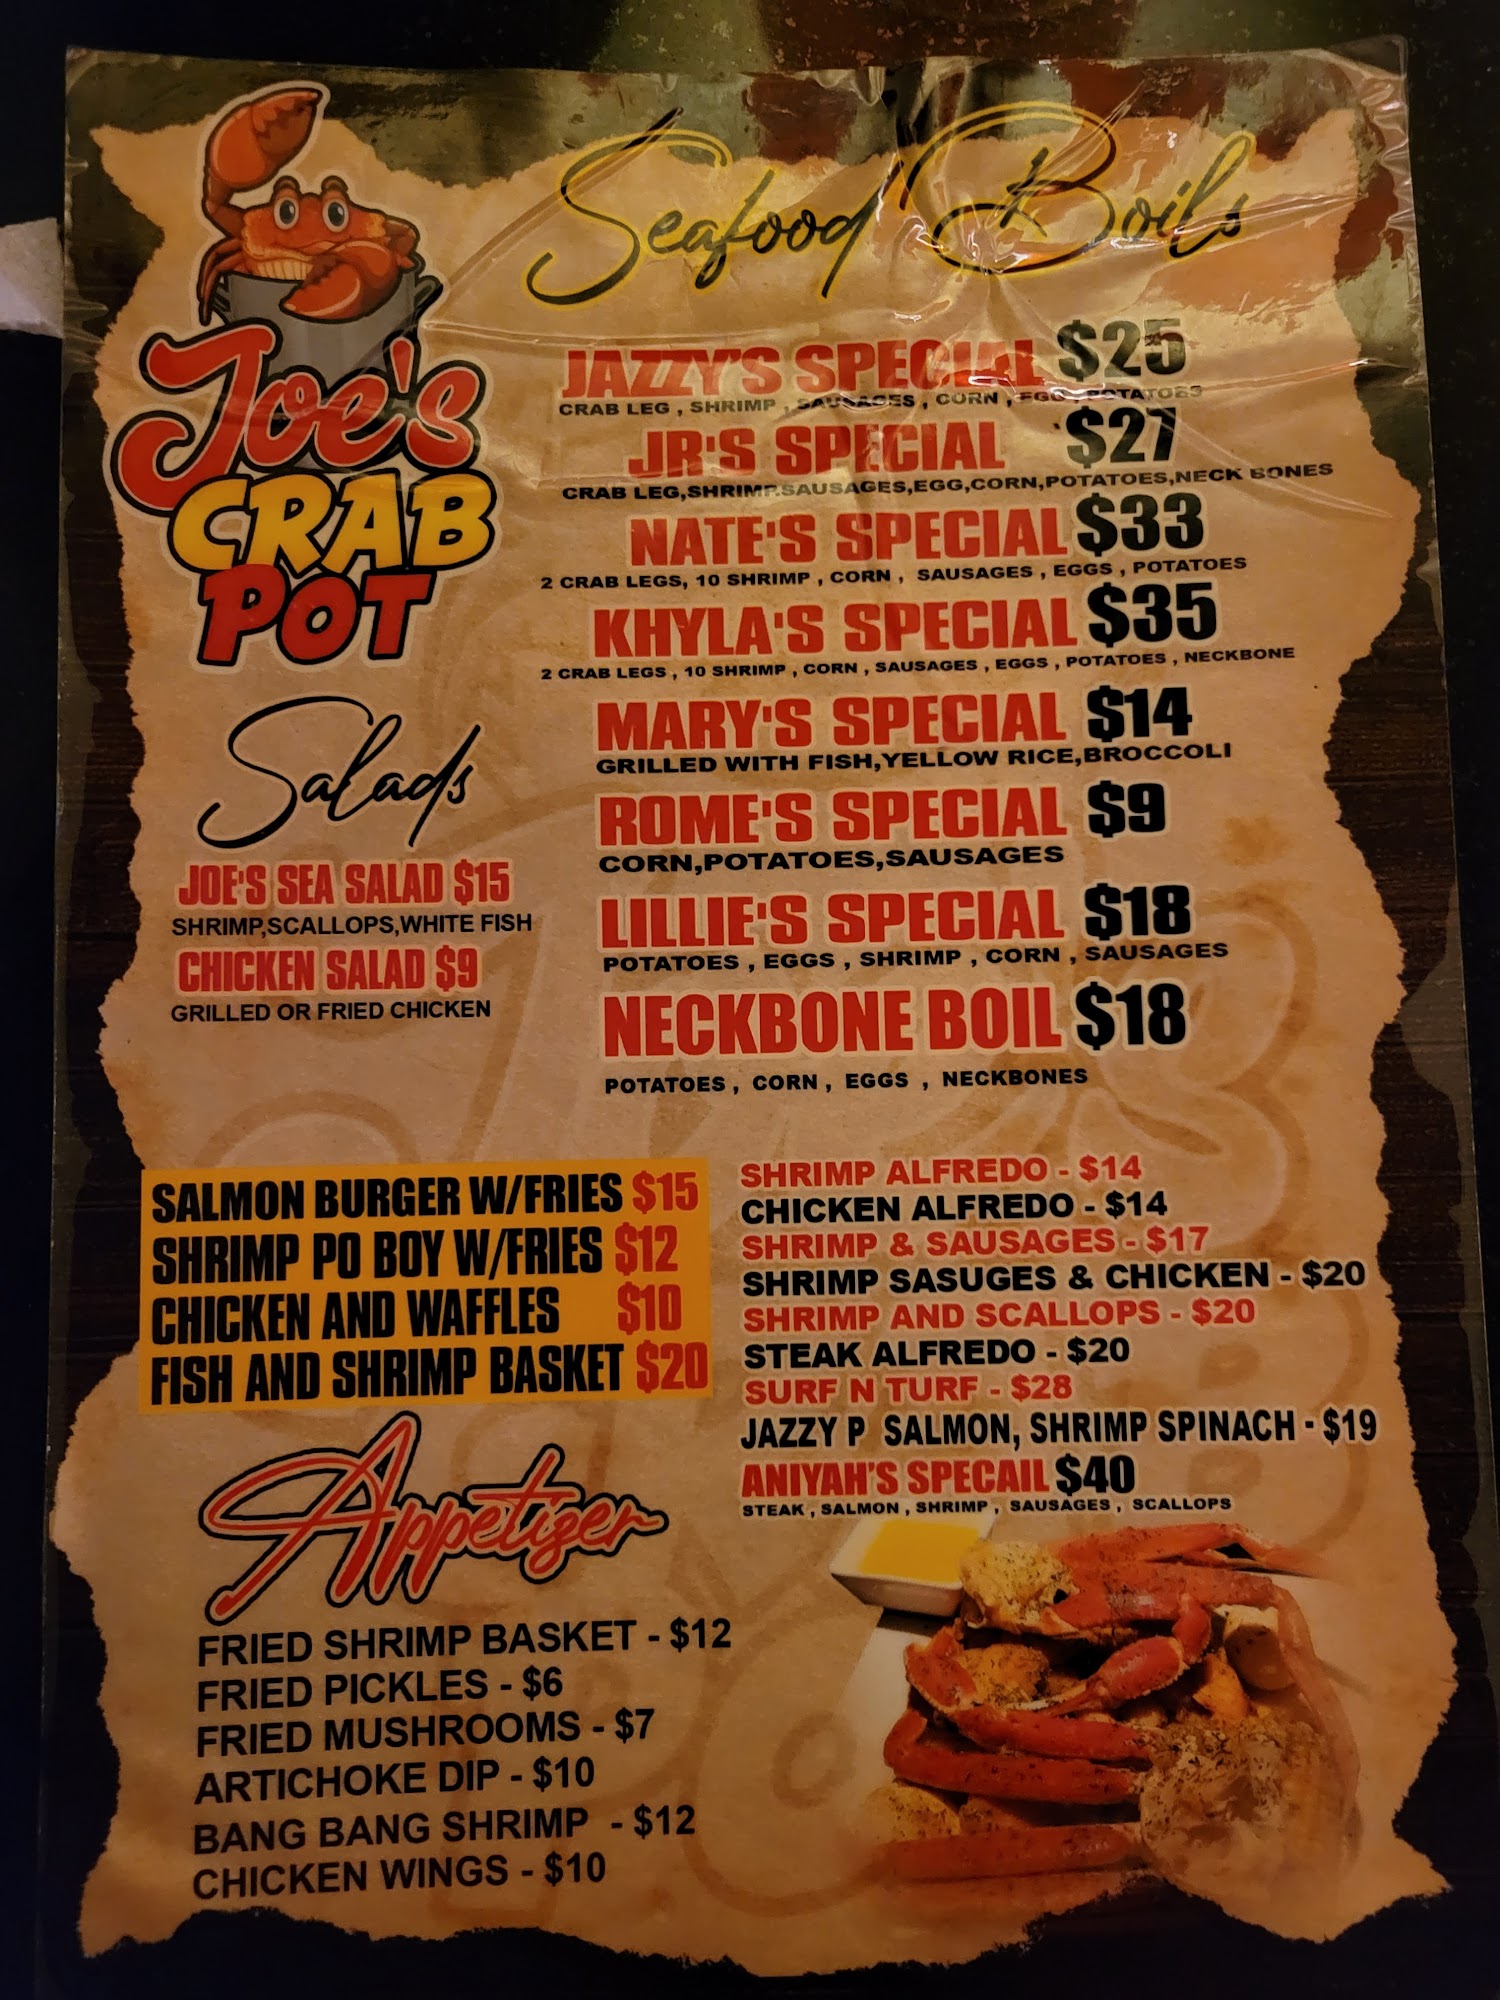 Joe's
CRAB
POT
Seafood Boils
JAZZY'S SPECIAL $25
CRAB LEG , SHRIMP , SAUSAGES , CORN , EGG , POTATOES
JR'S SPECIAL $27
CRAB LEG,SHRIMP.SAUSAGES,EGG,CORN,POTATOES,NECK BONES
NATE'S SPECIAL $33
2 CRAB LEGS, 10 SHRIMP , CORN , SAUSAGES , EGGS , POTATOES
KHYLA'S SPECIAL $35
2 CRAB LEGS , 10 SHRIMP , CORN , SAUSAGES , EGGS , POTATOES , NECKBONE
MARY'S SPECIAL $14
GRILLED WITH FISH,YELLOW RICE,BROCCOLI
ROME'S SPECIAL $9
CORN,POTATOES,SAUSAGES
LILLIE'S SPECIAL $18
POTATOES , EGGS , SHRIMP , CORN , SAUSAGES
NECKBONE BOIL $18
POTATOES , CORN , EGGS , NECKBONES
Salads
JOE'S SEA SALAD $15
SHRIMP,SCALLOPS,WHITE FISH
CHICKEN SALAD $9
GRILLED OR FRIED CHICKEN
SALMON BURGER W/FRIES $15
SHRIMP PO BOY W/FRIES $12
CHICKEN AND WAFFLES $10
FISH AND SHRIMP BASKET $20
SHRIMP ALFREDO - $14
CHICKEN ALFREDO - $14
SHRIMP & SAUSAGES - $17
SHRIMP SASUGES & CHICKEN - $20
SHRIMP AND SCALLOPS - $20
STEAK ALFREDO - $20
SURF N TURF - $28
JAZZY P SALMON, SHRIMP SPINACH - $19
ANIYAH'S SPECAIL $40
STEAK , SALMON , SHRIMP , SAUSAGES , SCALLOPS
Appetizer
FRIED SHRIMP BASKET - $12
FRIED PICKLES - $6
FRIED MUSHROOMS - $7
ARTICHOKE DIP - $10
BANG BANG SHRIMP - $12
CHICKEN WINGS - $10